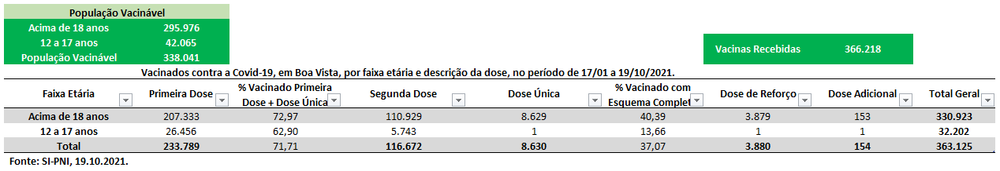 População Vacinável
Acima de 18 anos 295.976
12 a 17 anos 42.065
População Vacinável 338.041
Vacinas Recebidas 366.218
Vacinados contra a Covid-19, em Boa Vista, por faixa etária e descrição da dose, no período de 17/01 a 19/10/2021.
Faixa Etária Primeira Dose % Vacinado Primeira Dose + Dose Única Segunda Dose Dose Única % Vacinado com Esquema Complet Dose de Reforço Dose Adicional Total Geral
Acima de 18 anos 207.333 72,97 110.929 8.629 40,39 3.879 153 330.923
12 a 17 anos 26.456 62,90 5.743 1 13,66 1 1 32.202
Total 233.789 71,71 116.672 8.630 37,07 3.880 154 363.125
Fonte: SI-PNI, 19.10.2021.